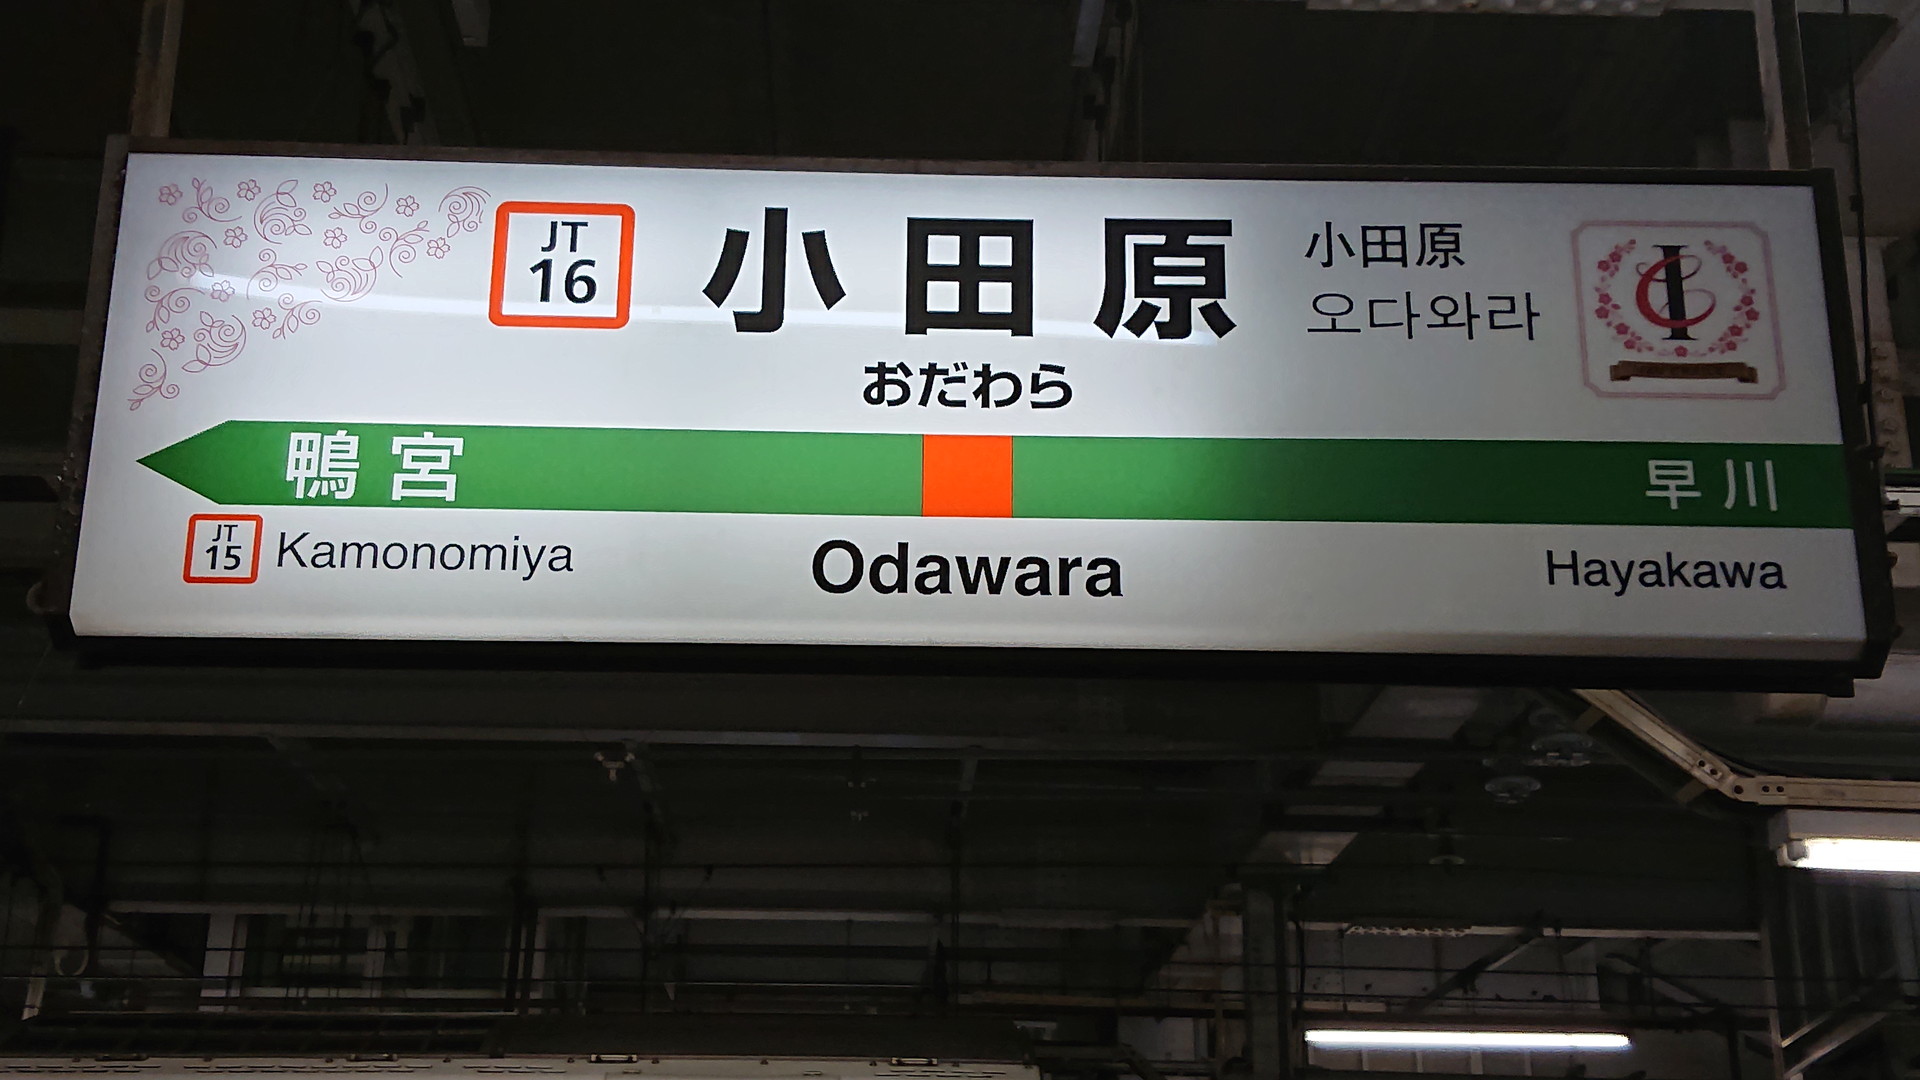 JT
16
小田原
小田原
오다와라
おだわら
鴨宮
早川
JT
15
Kamonomiya
Odawara
Hayakawa